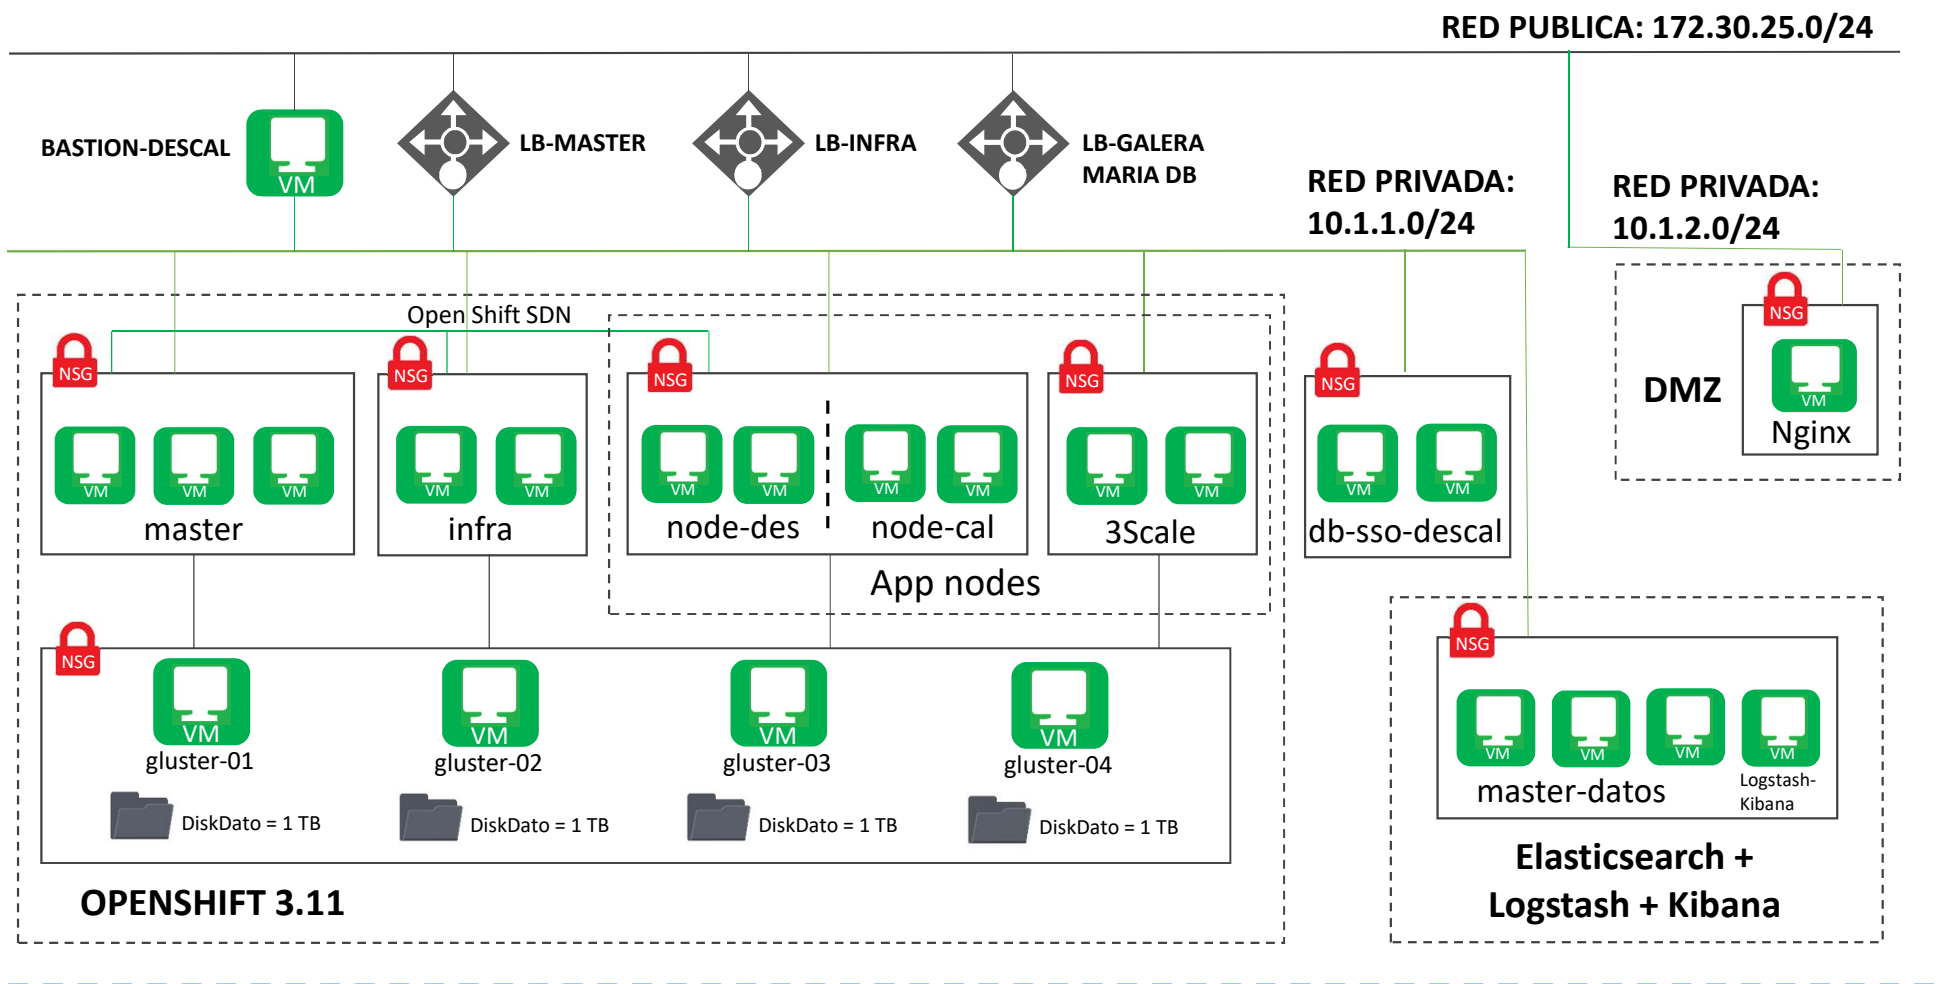 RED PUBLICA: 172.30.25.0/24
BASTION-DESCAL
VM
LB-MASTER
LB-INFRA
LB-GALERA
MARIA DB
RED PRIVADA:
10.1.1.0/24
RED PRIVADA:
10.1.2.0/24
Open Shift SDN
NSG
VM
VM
VM
master
NSG
VM
VM
infra
NSG
VM
VM
node-des
VM
VM
node-cal
NSG
VM
VM
3Scale
App nodes
NSG
VM
VM
db-sso-descal
DMZ
NSG
VM
Nginx
NSG
VM
gluster-01
DiskDato = 1 TB
VM
gluster-02
DiskDato = 1 TB
VM
gluster-03
DiskDato = 1 TB
VM
gluster-04
DiskDato = 1 TB
OPENSHIFT 3.11
NSG
VM
VM
VM
master-datos
VM
Logstash-
Kibana
Elasticsearch +
Logstash + Kibana